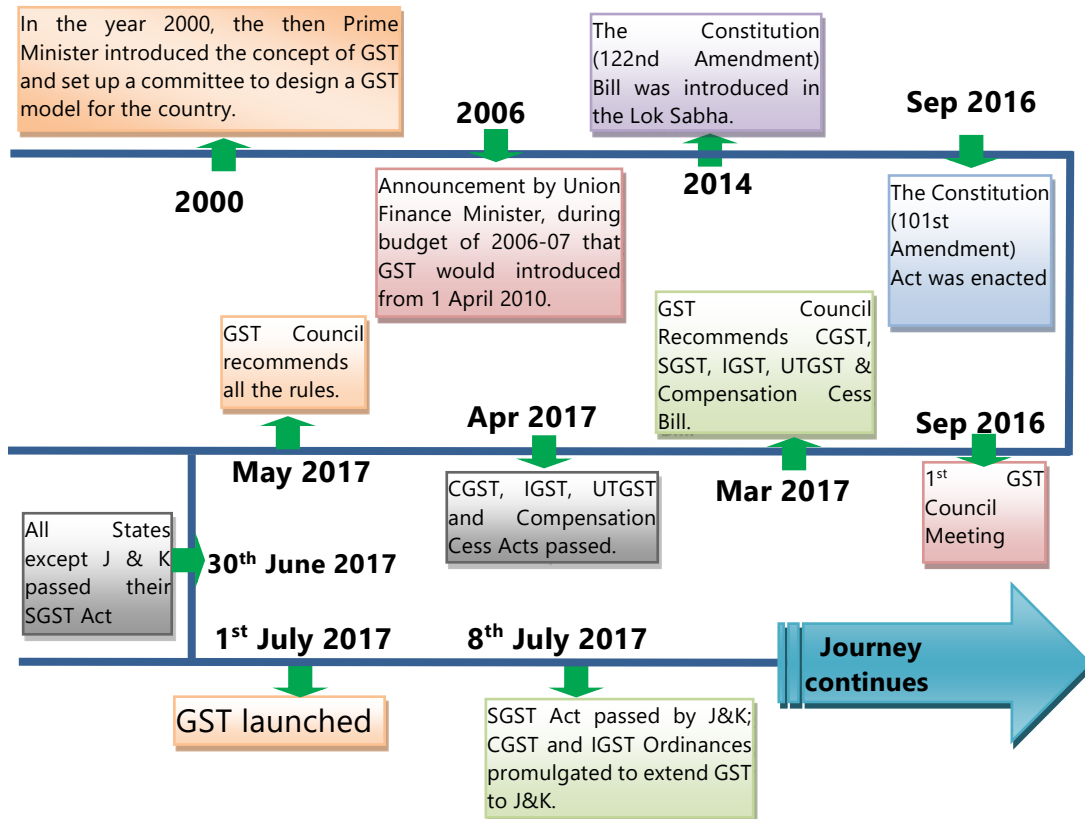 In the year 2000, the then Prime
Minister introduced the concept of GST
and set up a committee to design a GST
model for the country.
2000
2006
Announcement by Union
Finance Minister, during
budget of 2006-07 that
GST would introduced
from 1 April 2010.
The Constitution
(122nd Amendment)
Bill was introduced in
the Lok Sabha.
2014
Sep 2016
The Constitution
(101st
Amendment)
Act was enacted
Sep 2016
1st GST
Council
Meeting
GST Council
Recommends CGST,
SGST, IGST, UTGST &
Compensation Cess
Bill.
Mar 2017
Apr 2017
CGST, IGST, UTGST
and Compensation
Cess Acts passed.
GST Council
recommends
all the rules.
May 2017
All States
except J & K
passed their
SGST Act
30th June 2017
1st July 2017
GST launched
8th July 2017
SGST Act passed by J&K;
CGST and IGST Ordinances
promulgated to extend GST
to J&K.
Journey
continues